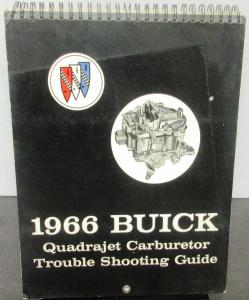 1966 BUICK
Quadrajet Carburetor
Trouble Shooting Guide